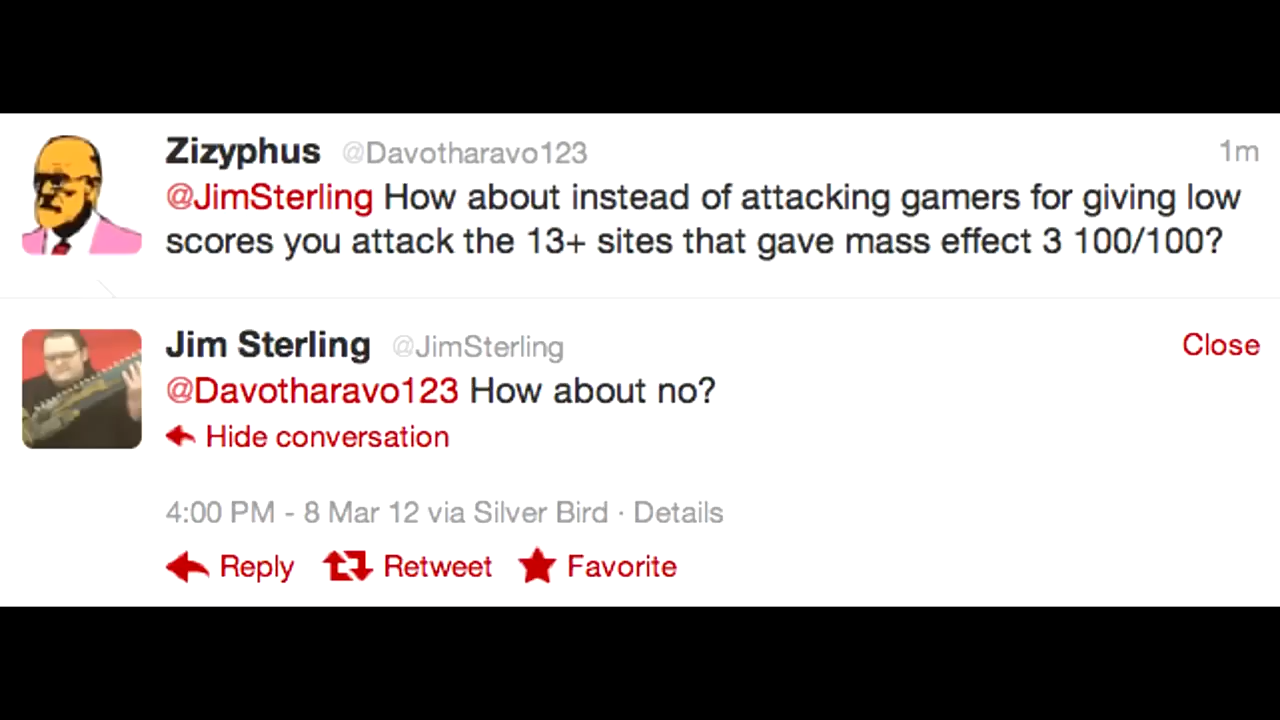 Zizyphus @Davotharavo123 1m
@JimSterling How about instead of attacking gamers for giving low
scores you attack the 13+ sites that gave mass effect 3 100/100?
Jim Sterling @JimSterling Close
@Davotharavo123 How about no?
Hide conversation
4:00 PM - 8 Mar 12 via Silver Bird · Details
Reply Retweet Favorite